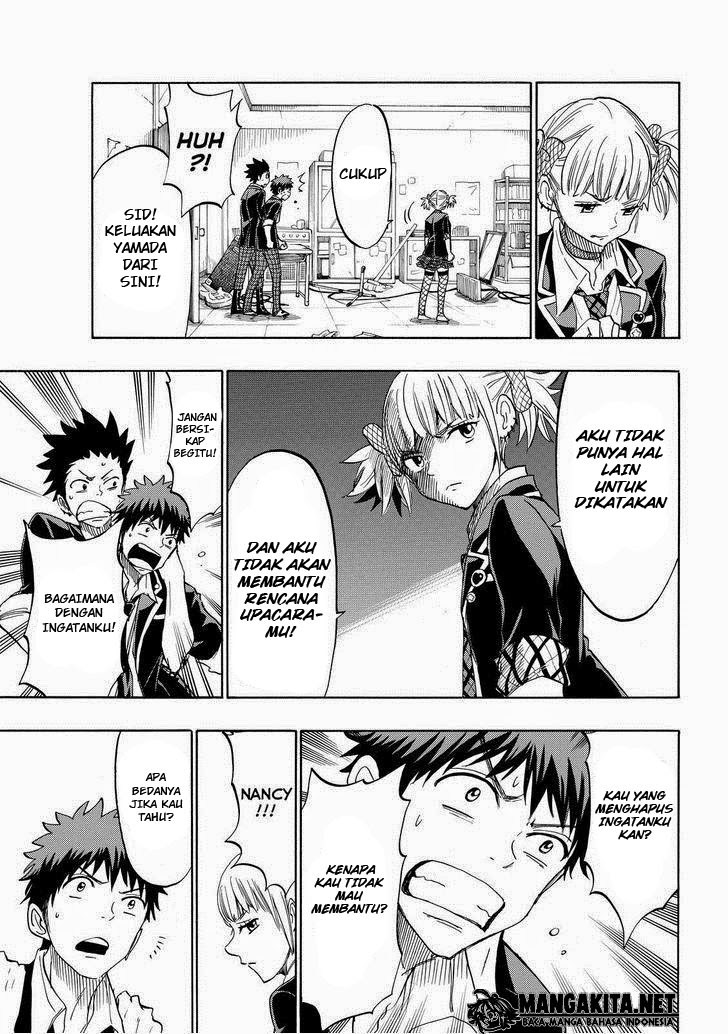 CUKUP
HUH
?!
SID!
KELUAKAN
YAMADA
DARI
SINI!
AKU TIDAK
PUNYA HAL
LAIN
UNTUK
DIKATAKAN
DAN AKU
TIDAK AKAN
MEMBANTU
RENCANA
UPACARA-
MU!
JANGAN
BERSI-
KAP
BEGITU!
BAGAIMANA
DENGAN
INGATANKU!
KAU YANG
MENGHAPUS
INGATANKU
KAN?
KENAPA
KAU TIDAK
MAU
MEMBANTU?
NANCY
!!!
APA
BEDANYA
JIKA KAU
TAHU?
MANGAKITA.NET
BACA MANGA BAHASA INDONESIA